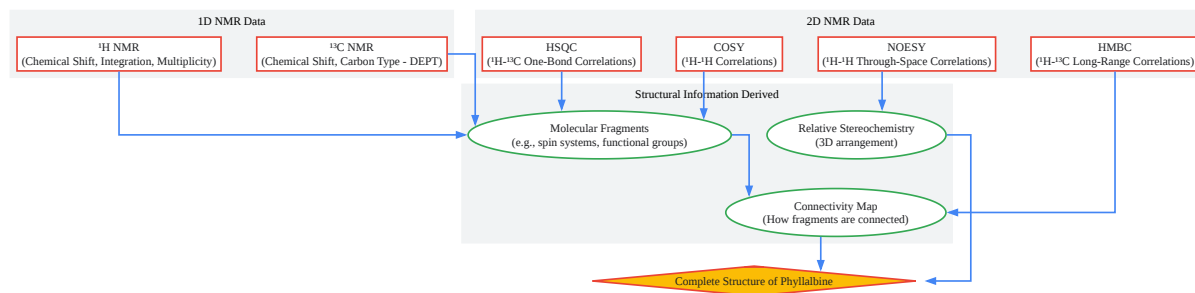 1D NMR Data
2D NMR Data
¹H NMR
(Chemical Shift, Integration, Multiplicity)
¹³C NMR
(Chemical Shift, Carbon Type - DEPT)
HSQC
(¹H-¹³C One-Bond Correlations)
COSY
(¹H-¹H Correlations)
NOESY
(¹H-¹H Through-Space Correlations)
HMBC
(¹H-¹³C Long-Range Correlations)
Structural Information Derived
Molecular Fragments
(e.g., spin systems, functional groups)
Relative Stereochemistry
(3D arrangement)
Connectivity Map
(How fragments are connected)
Complete Structure of Phyllalbine